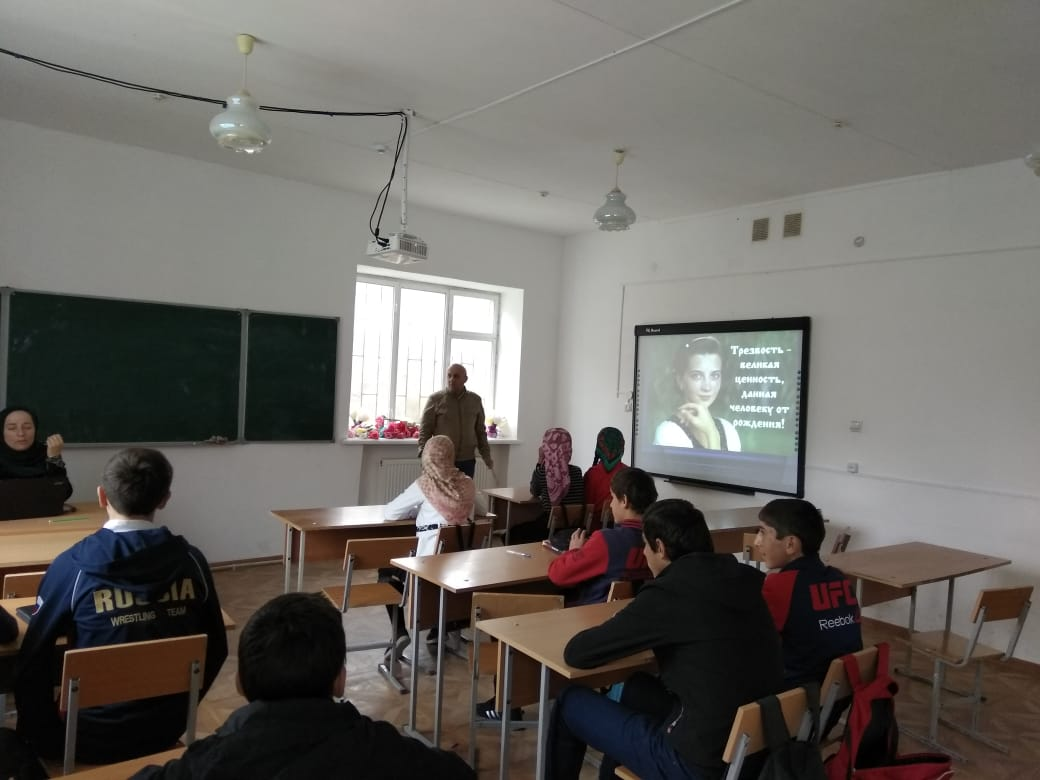 Трезвость -
великая
ценность,
данная
человеку от
рождения!
RUSSIA
WRESTLING TEAM
UFC
Reebok